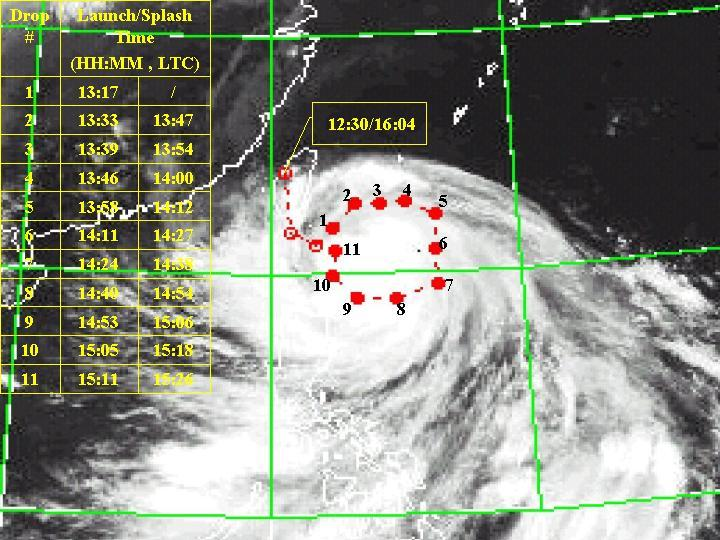 Drop Launch/Splash
# Time
(HH:MM , LTC)
1 13:17 /
2 13:33 13:47
3 13:39 13:54
4 13:46 14:00
5 13:58 14:12
6 14:11 14:27
7 14:24 14:38
8 14:40 14:54
9 14:53 15:06
10 15:05 15:18
11 15:11 15:26
12:30/16:04
1
2
3
4
5
6
7
8
9
10
11